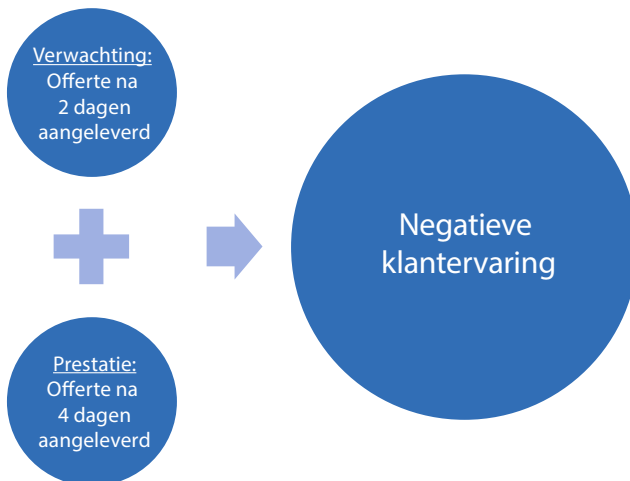 Verwachting:
Offerte na
2 dagen
aangeleverd
Negatieve
klantervaring
Prestatie:
Offerte na
4 dagen
aangeleverd